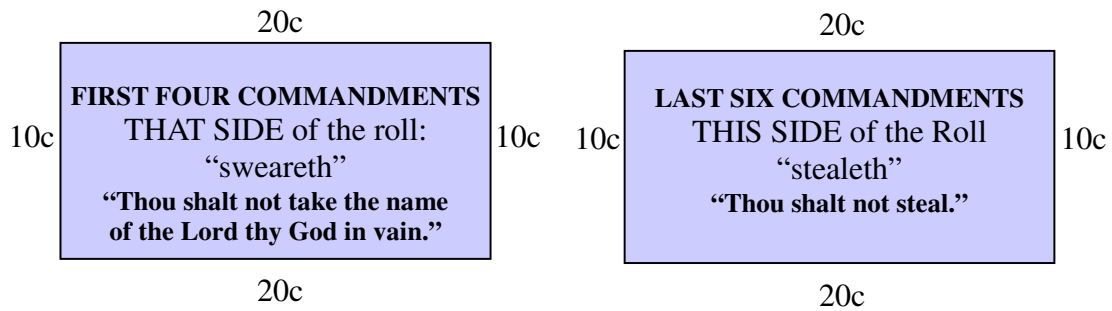 20c
FIRST FOUR COMMANDMENTS
THAT SIDE of the roll:
10c
10c
“sweareth”
“Thou shalt not take the name
of the Lord thy God in vain.”
20c
20c
LAST SIX COMMANDMENTS
THIS SIDE of the Roll
10c
10c
“stealeth”
“Thou shalt not steal.”
20c